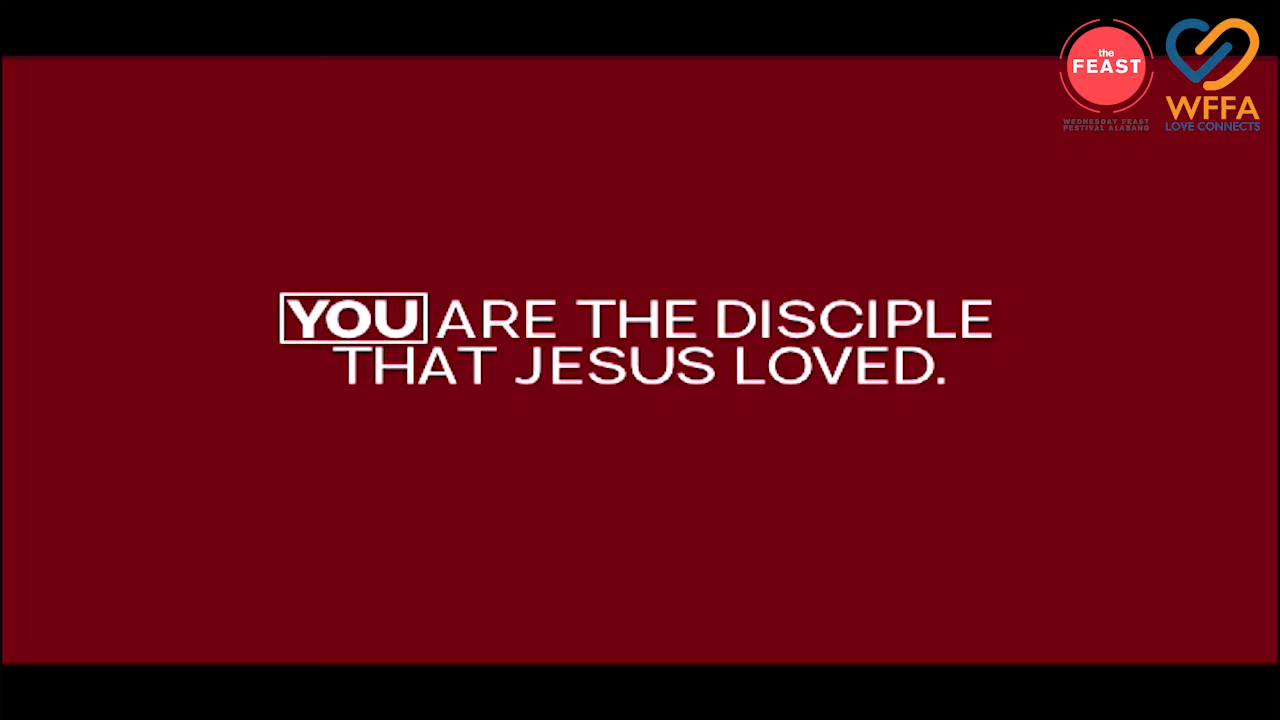 the
FEAST
WEDNESDAY FEAST
FESTIVAL ALABANG
WFFA
LOVE CONNECTS
YOU ARE THE DISCIPLE
THAT JESUS LOVED.